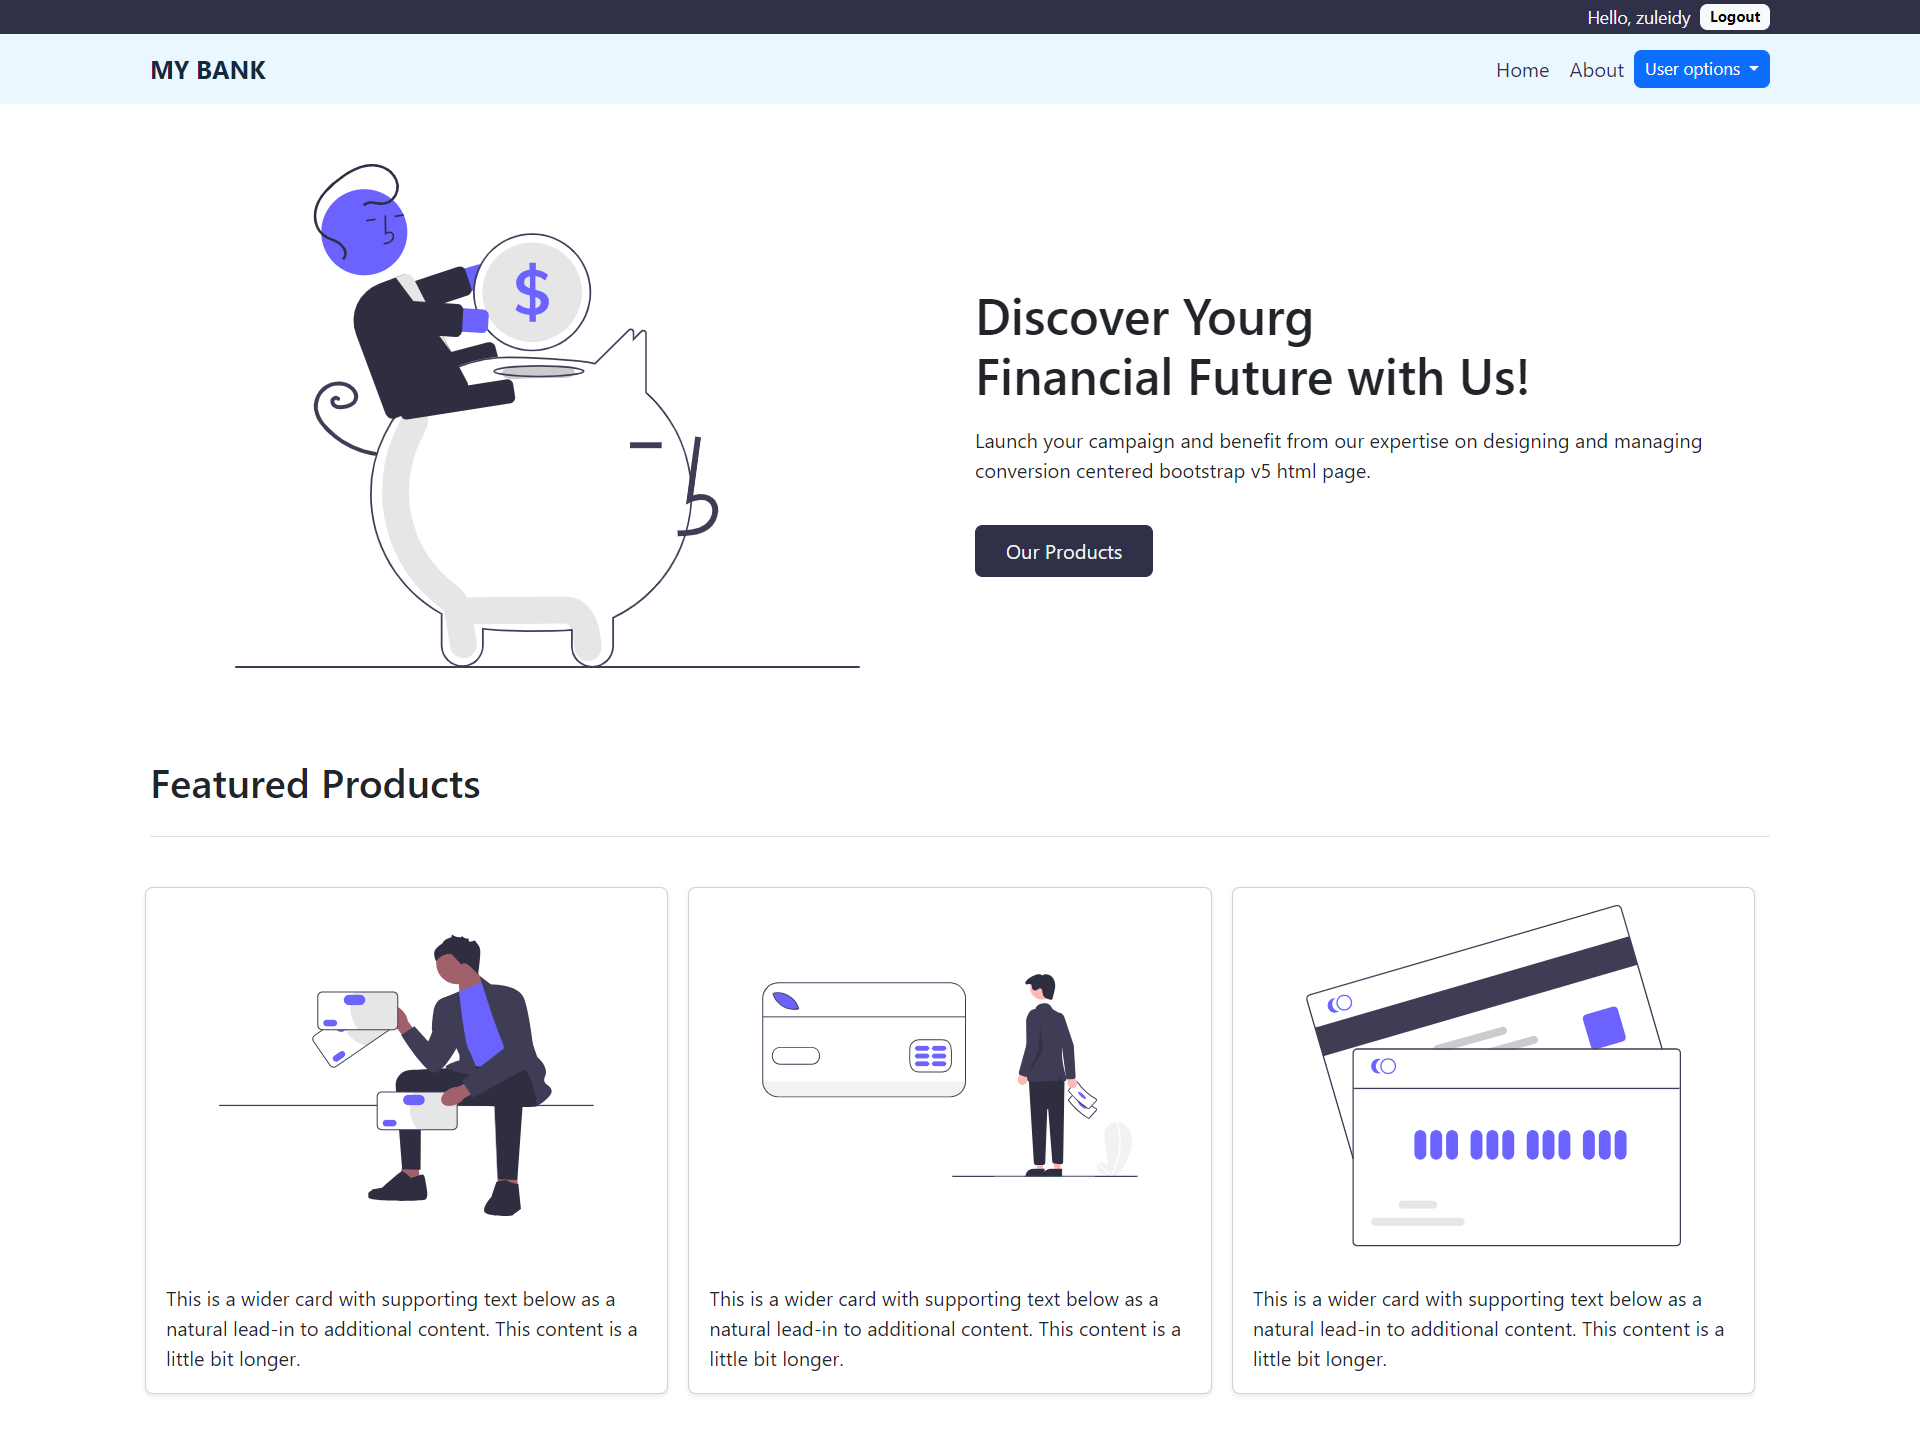 Hello, zuleidy Logout
MY BANK Home About User options
$
Discover Yourg
Financial Future with Us!
Launch your campaign and benefit from our expertise on designing and managing
conversion centered bootstrap v5 html page.
Our Products
Featured Products
This is a wider card with supporting text below as a
natural lead-in to additional content. This content is a
little bit longer.
This is a wider card with supporting text below as a
natural lead-in to additional content. This content is a
little bit longer.
This is a wider card with supporting text below as a
natural lead-in to additional content. This content is a
little bit longer.